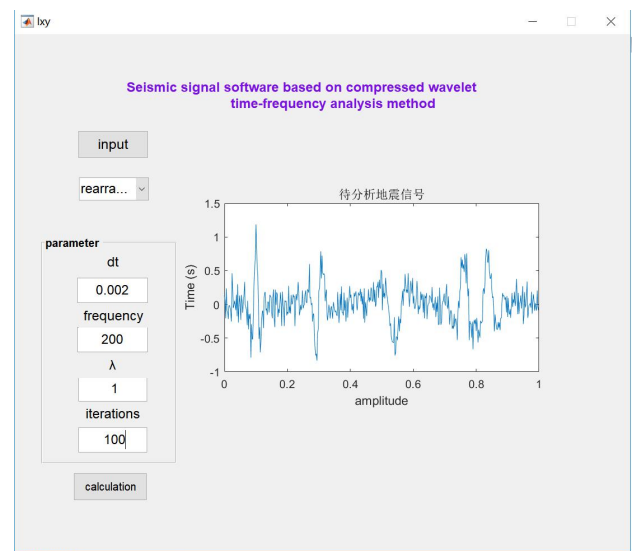 lxy
Seismic signal software based on compressed wavelet
time-frequency analysis method
input
rearra...
parameter
dt
0.002
frequency
200
λ
1
iterations
100
calculation
待分析地震信号
1.5
1
0.5
0
-0.5
-1
Time (s)
0 0.2 0.4 0.6 0.8 1
amplitude